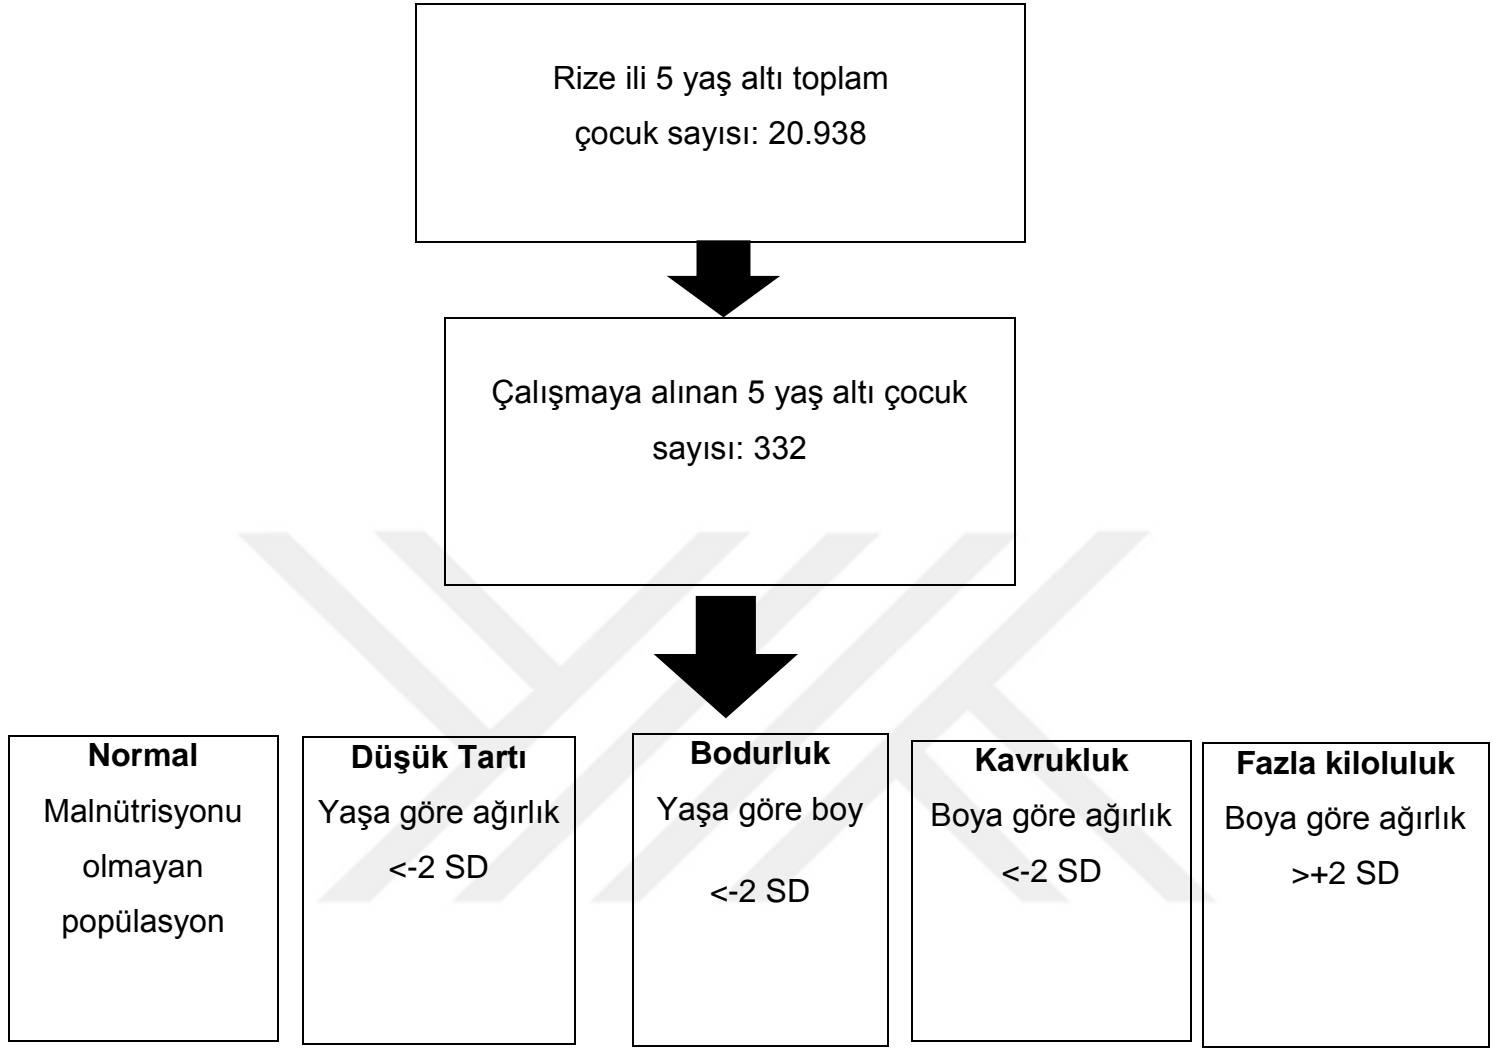 Rize ili 5 yaş altı toplam
çocuk sayısı: 20.938
Çalışmaya alınan 5 yaş altı çocuk
sayısı: 332
Normal
Malnütrisyonu
olmayan
popülasyon
Düşük Tartı
Yaşa göre ağırlık
<-2 SD
Bodurluk
Yaşa göre boy
<-2 SD
Kavrukluk
Boya göre ağırlık
<-2 SD
Fazla kiloluluk
Boya göre ağırlık
>+2 SD